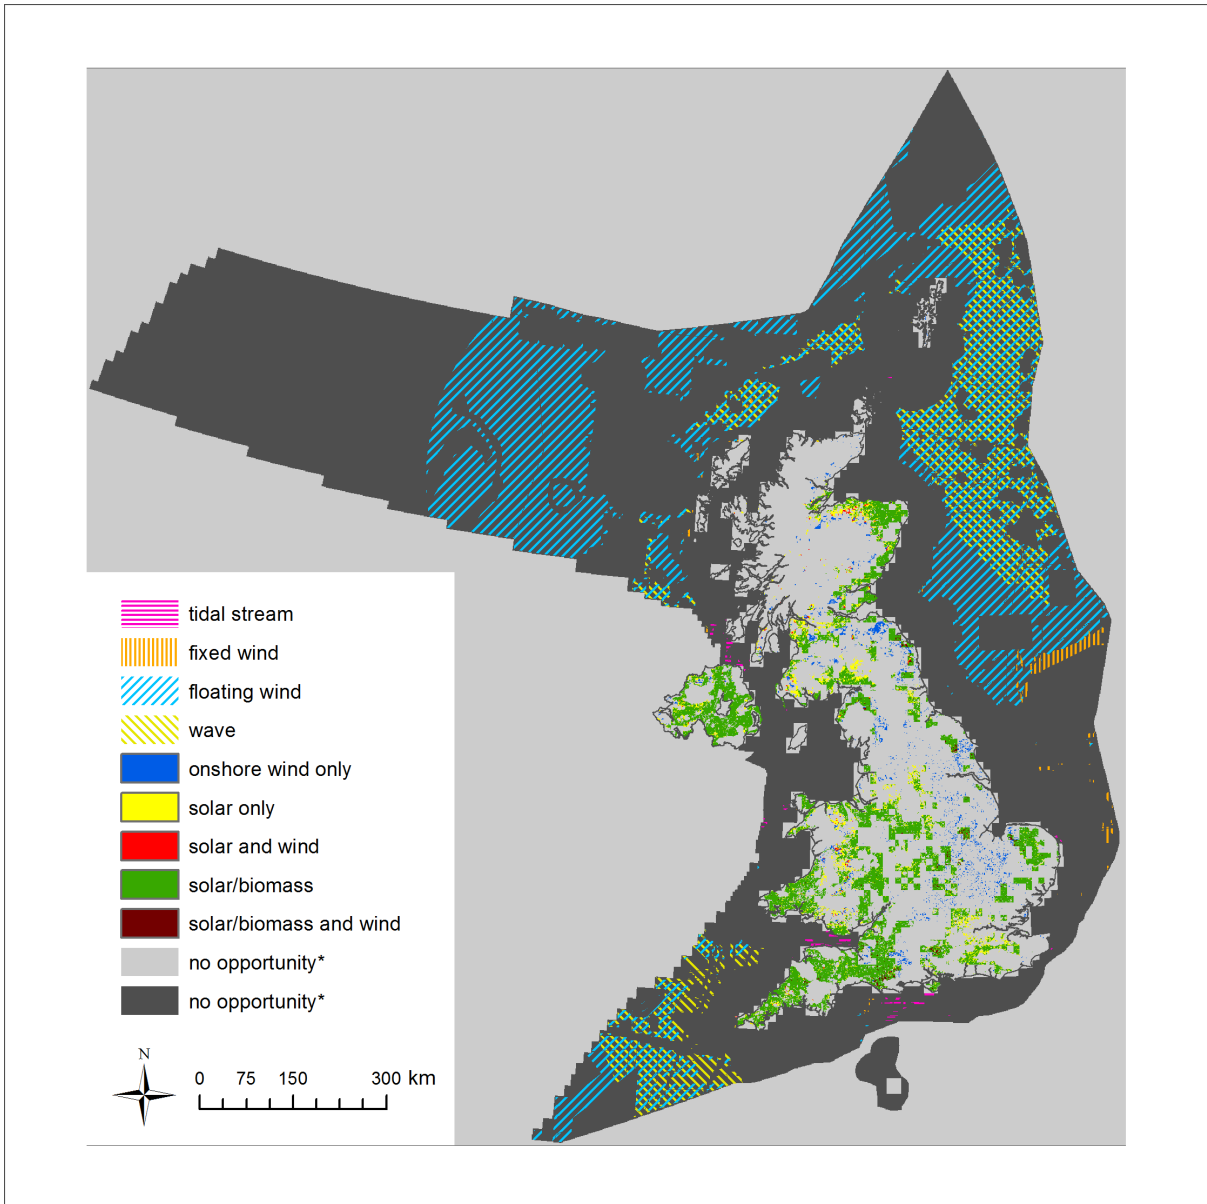 tidal stream
fixed wind
floating wind
wave
onshore wind only
solar only
solar and wind
solar/biomass
solar/biomass and wind
no opportunity*
no opportunity*
N
0 75 150 300 km